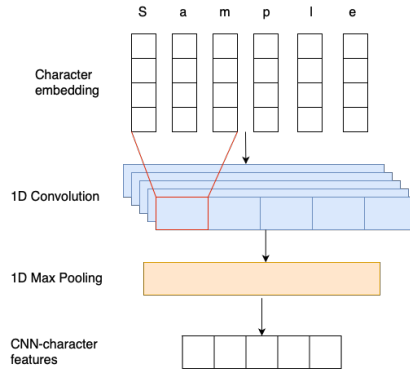 S a m p l e
Character
embedding
1D Convolution
1D Max Pooling
CNN-character
features